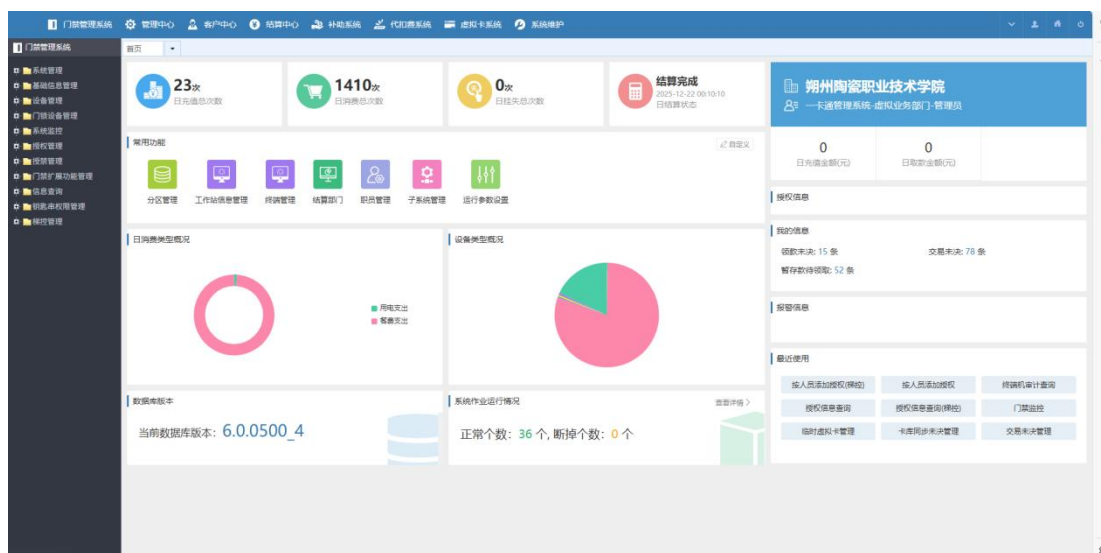 门禁管理系统 管理中心 客户中心 结算中心 补助系统 代扣费系统 虚拟卡系统 系统维护
门禁管理系统
首页
系统管理
基础信息管理
设备管理
门锁设备管理
系统监控
授权管理
授禁管理
门禁扩展功能管理
信息查询
钥匙串权限管理
梯控管理
23次
日充值总次数
1410次
日消费总次数
0次
日挂失总次数
结算完成
2025-12-22 00:10:10
日结算状态
朔州陶瓷职业技术学院
一卡通管理系统-虚拟业务部门-管理员
常用功能
自定义
分区管理 工作站信息管理 终端管理 结算部门 职员管理 子系统管理 运行参数设置
0 0
日充值金额(元) 日取款金额(元)
授权信息
我的信息
领款未决: 15 条 交易未决: 78 条
暂存款待领取: 52 条
日消费类型概况
用电支出
餐费支出
设备类型概况
报警信息
最近使用
按人员添加授权(梯控) 按人员添加授权 终端机审计查询
授权信息查询 授权信息查询(梯控) 门禁监控
临时虚拟卡管理 卡库同步未决管理 交易未决管理
数据库版本
当前数据库版本: 6.0.0500_4
系统作业运行情况
查看详情 >
正常个数: 36 个, 断掉个数: 0 个